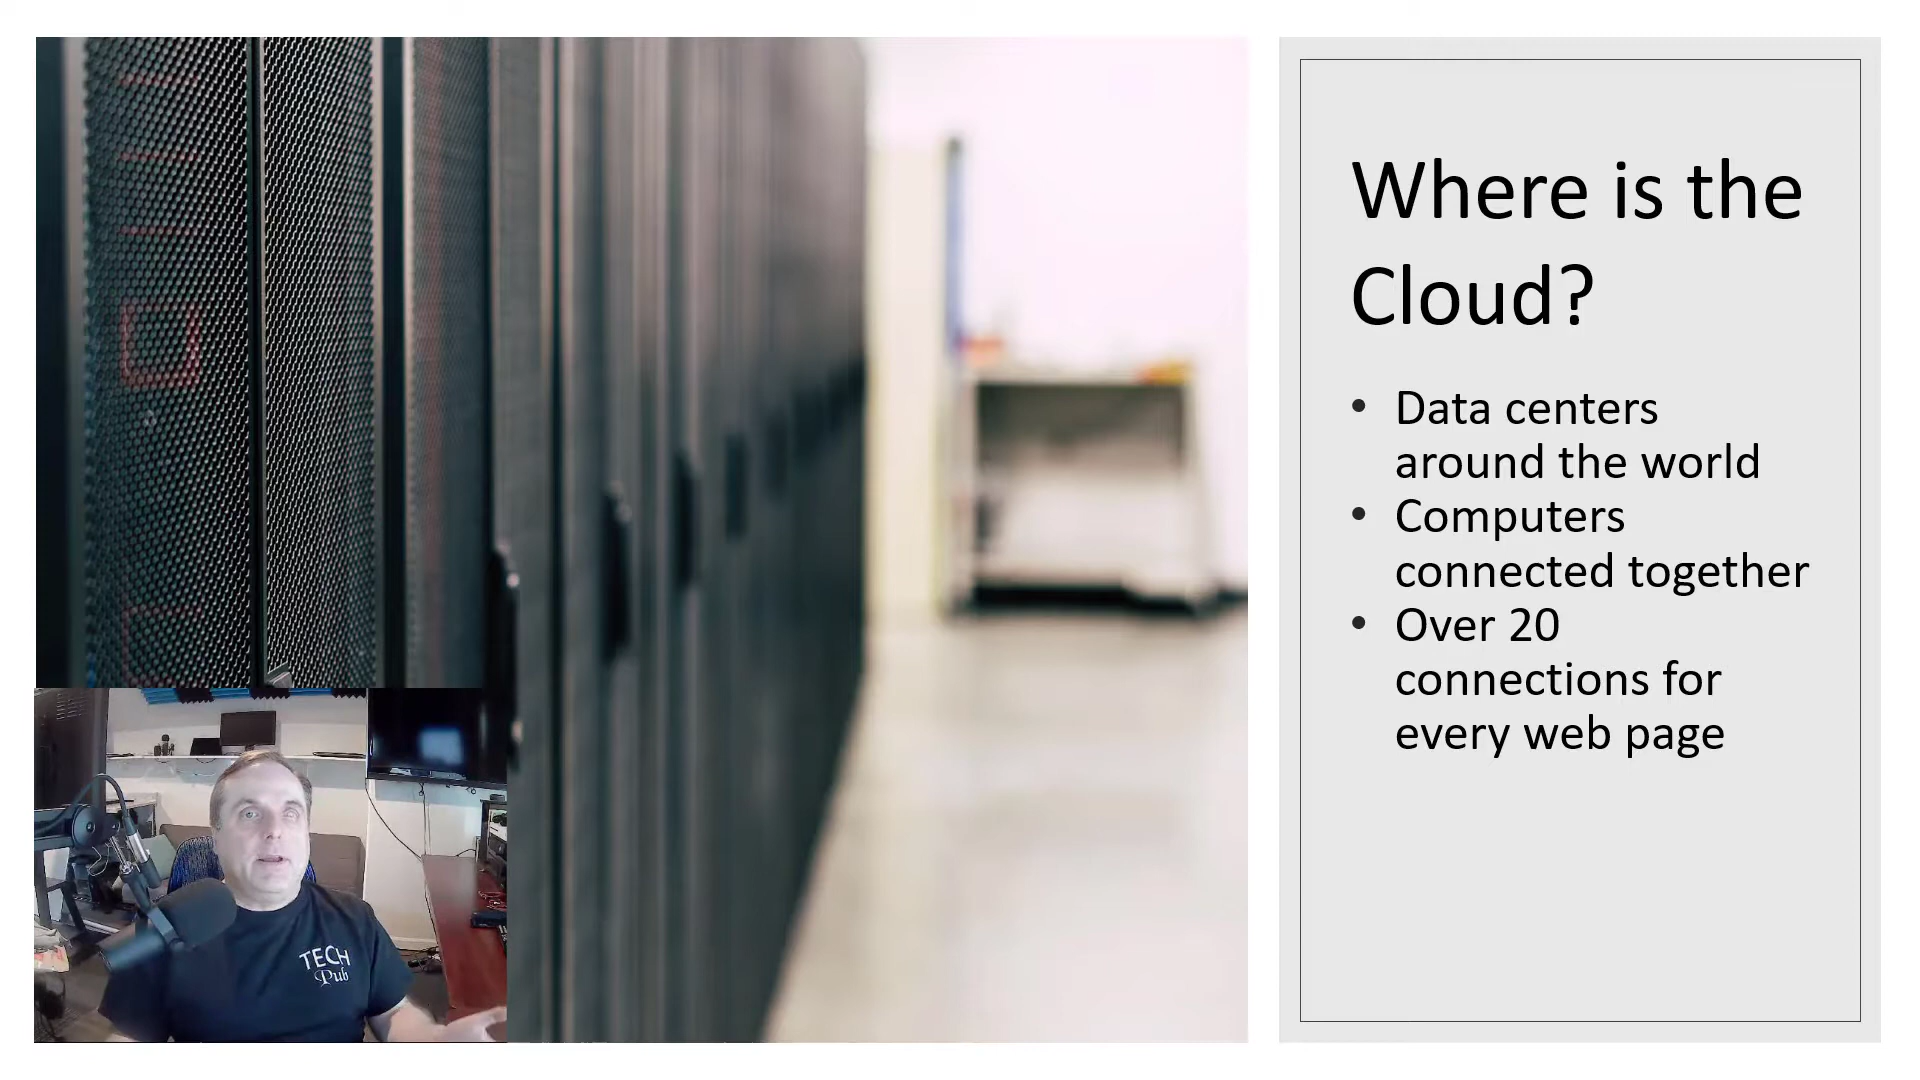 Where is the
Cloud?
• Data centers
around the world
• Computers
connected together
• Over 20
connections for
every web page
TECH
Pub